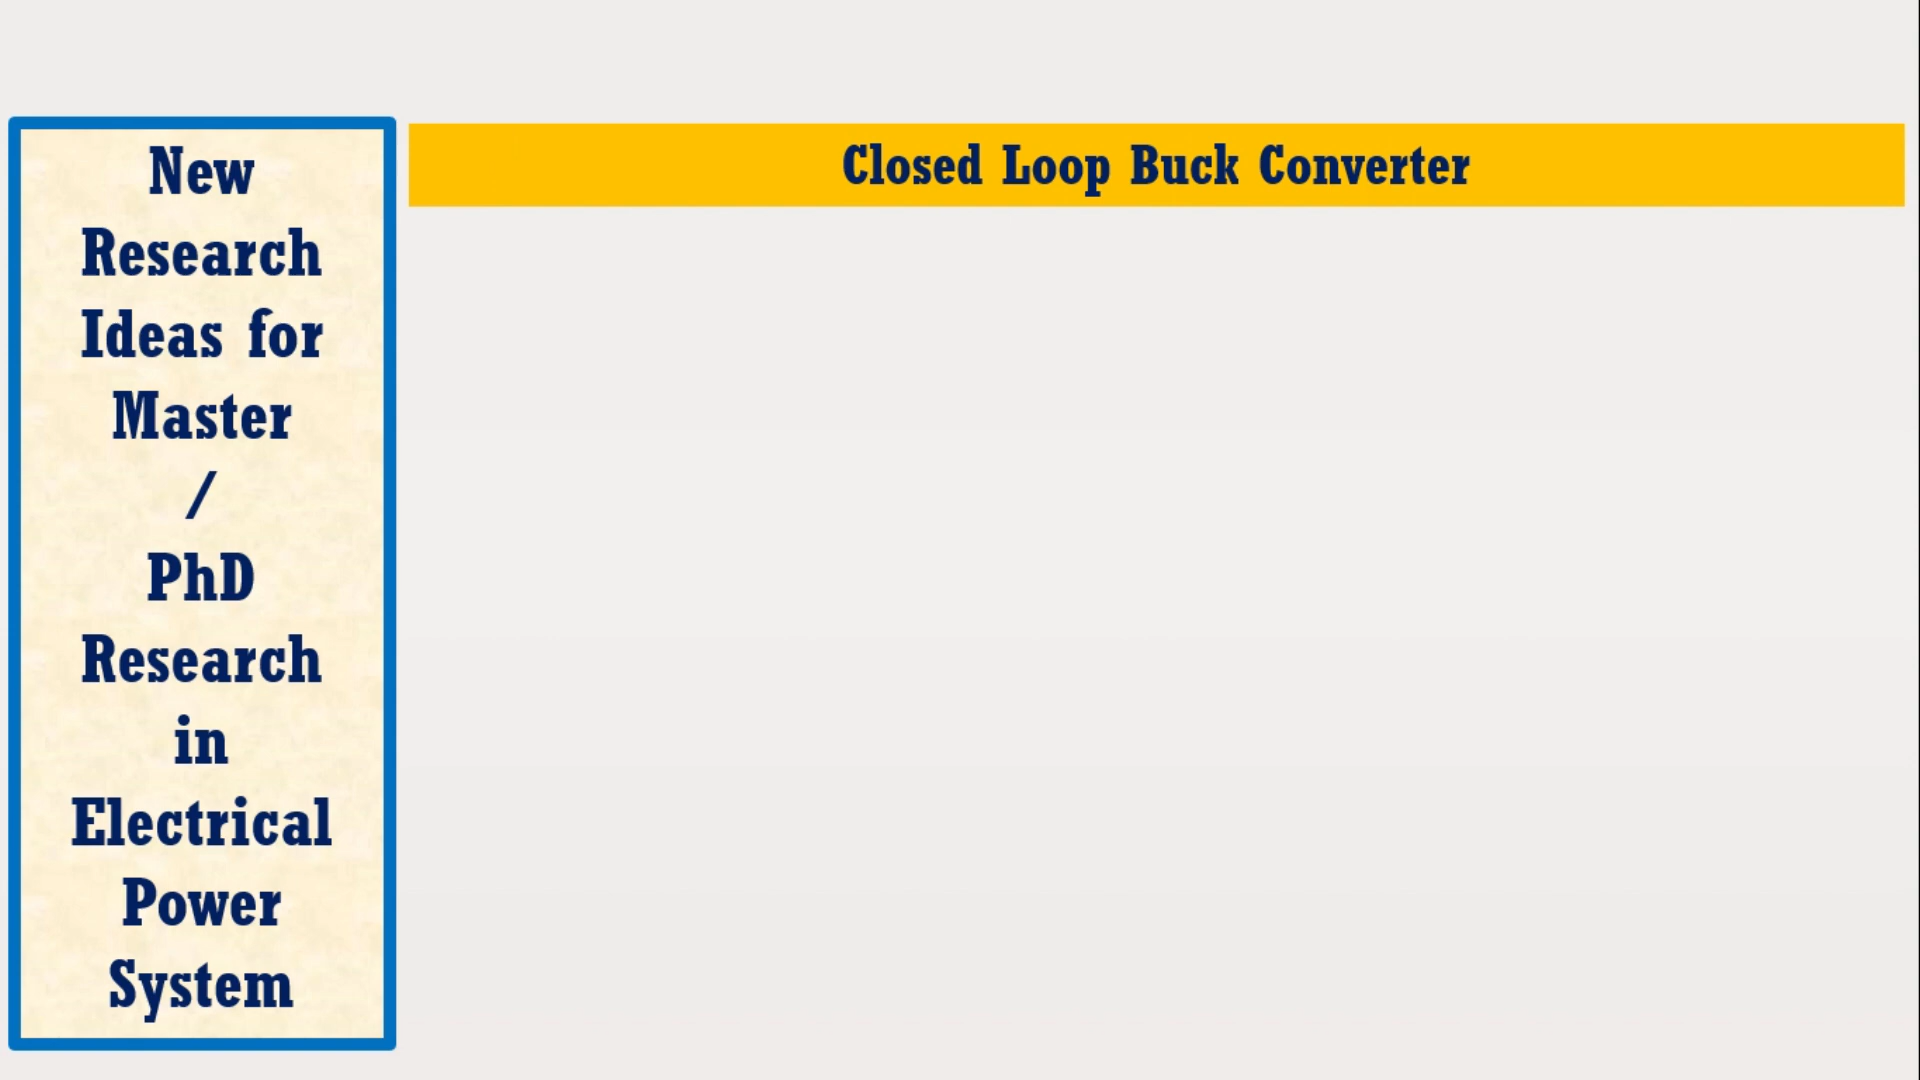 New
Research
Ideas for
Master
/
PhD
Research
in
Electrical
Power
System
Closed Loop Buck Converter